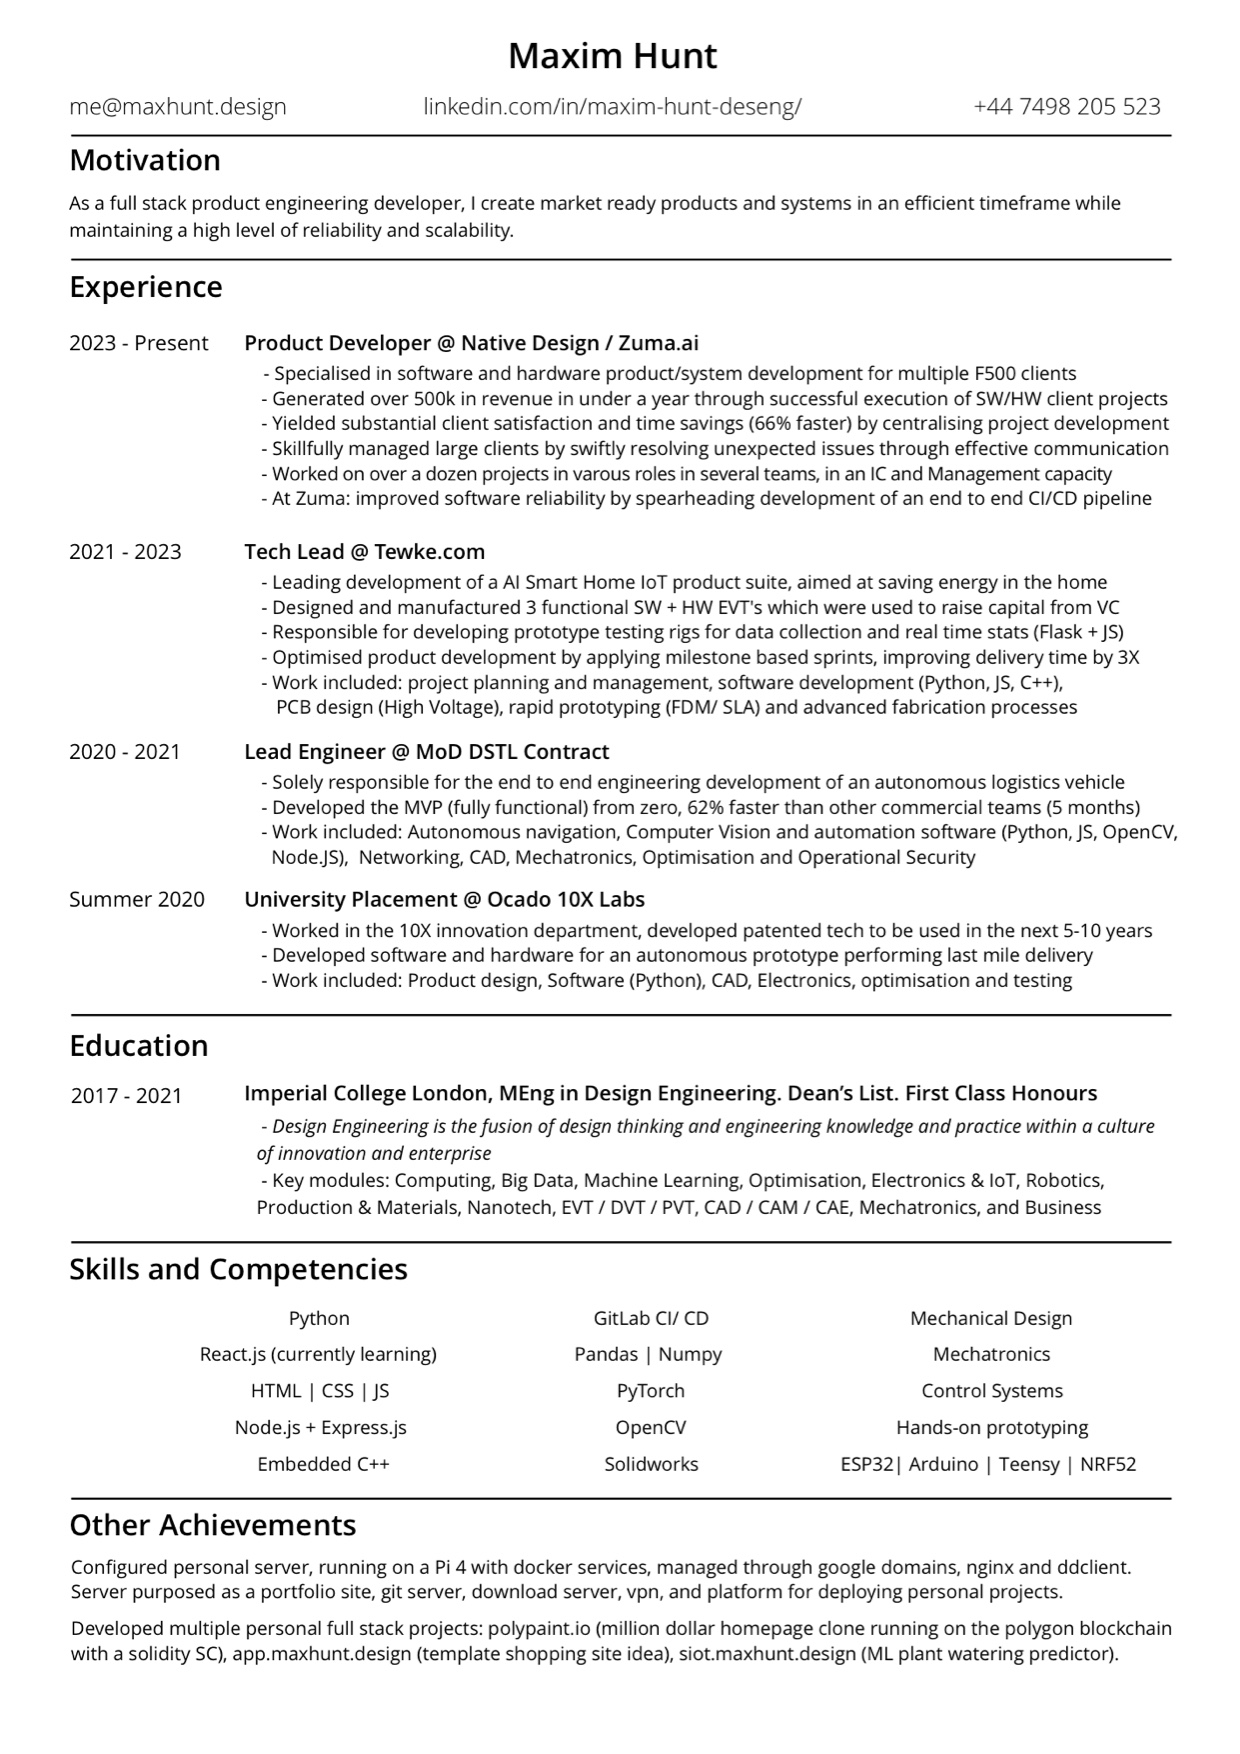 Maxim Hunt
me@maxhunt.design linkedin.com/in/maxim-hunt-deseng/ +44 7498 205 523
Motivation
As a full stack product engineering developer, I create market ready products and systems in an efficient timeframe while
maintaining a high level of reliability and scalability.
Experience
2023 - Present Product Developer @ Native Design / Zuma.ai
- Specialised in software and hardware product/system development for multiple F500 clients
- Generated over 500k in revenue in under a year through successful execution of SW/HW client projects
- Yielded substantial client satisfaction and time savings (66% faster) by centralising project development
- Skillfully managed large clients by swiftly resolving unexpected issues through effective communication
- Worked on over a dozen projects in varous roles in several teams, in an IC and Management capacity
- At Zuma: improved software reliability by spearheading development of an end to end CI/CD pipeline
2021 - 2023 Tech Lead @ Tewke.com
- Leading development of a AI Smart Home IoT product suite, aimed at saving energy in the home
- Designed and manufactured 3 functional SW + HW EVT's which were used to raise capital from VC
- Responsible for developing prototype testing rigs for data collection and real time stats (Flask + JS)
- Optimised product development by applying milestone based sprints, improving delivery time by 3X
- Work included: project planning and management, software development (Python, JS, C++),
PCB design (High Voltage), rapid prototyping (FDM/ SLA) and advanced fabrication processes
2020 - 2021 Lead Engineer @ MoD DSTL Contract
- Solely responsible for the end to end engineering development of an autonomous logistics vehicle
- Developed the MVP (fully functional) from zero, 62% faster than other commercial teams (5 months)
- Work included: Autonomous navigation, Computer Vision and automation software (Python, JS, OpenCV,
Node.JS), Networking, CAD, Mechatronics, Optimisation and Operational Security
Summer 2020 University Placement @ Ocado 10X Labs
- Worked in the 10X innovation department, developed patented tech to be used in the next 5-10 years
- Developed software and hardware for an autonomous prototype performing last mile delivery
- Work included: Product design, Software (Python), CAD, Electronics, optimisation and testing
Education
2017 - 2021 Imperial College London, MEng in Design Engineering. Dean’s List. First Class Honours
- Design Engineering is the fusion of design thinking and engineering knowledge and practice within a culture
of innovation and enterprise
- Key modules: Computing, Big Data, Machine Learning, Optimisation, Electronics & IoT, Robotics,
Production & Materials, Nanotech, EVT / DVT / PVT, CAD / CAM / CAE, Mechatronics, and Business
Skills and Competencies
Python GitLab CI/ CD Mechanical Design
React.js (currently learning) Pandas | Numpy Mechatronics
HTML | CSS | JS PyTorch Control Systems
Node.js + Express.js OpenCV Hands-on prototyping
Embedded C++ Solidworks ESP32| Arduino | Teensy | NRF52
Other Achievements
Configured personal server, running on a Pi 4 with docker services, managed through google domains, nginx and ddclient.
Server purposed as a portfolio site, git server, download server, vpn, and platform for deploying personal projects.
Developed multiple personal full stack projects: polypaint.io (million dollar homepage clone running on the polygon blockchain
with a solidity SC), app.maxhunt.design (template shopping site idea), siot.maxhunt.design (ML plant watering predictor).